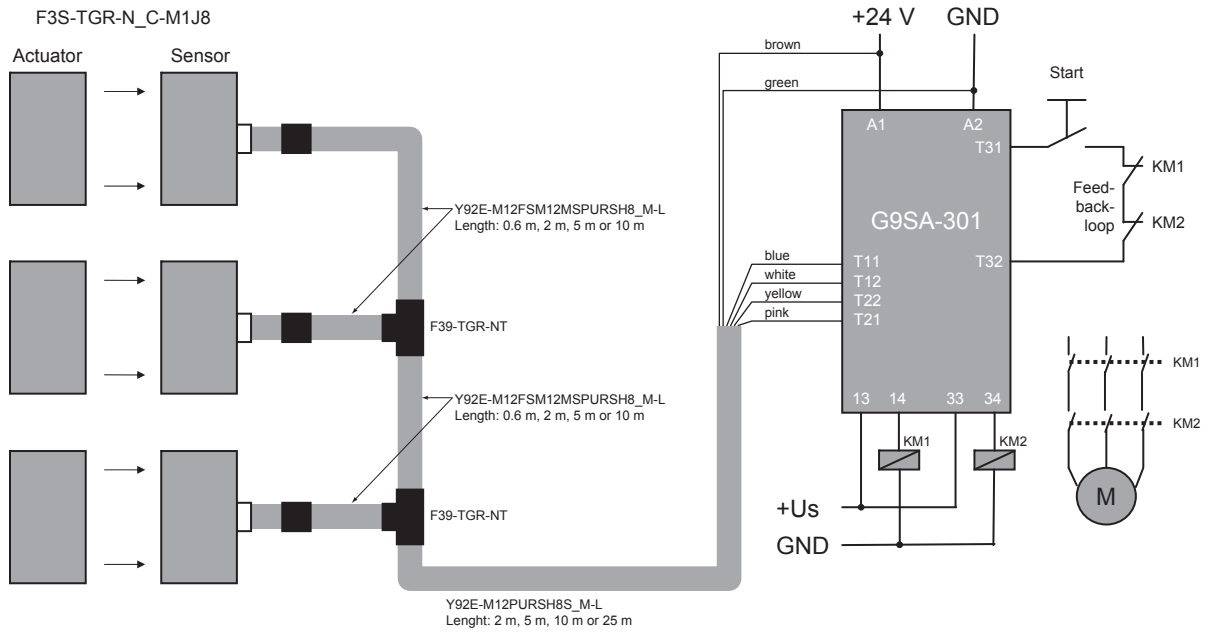 F3S-TGR-N_C-M1J8
Actuator
Sensor
+24 V
GND
brown
green
Start
A1
A2
T31
KM1
Feed-
back-
loop
KM2
G9SA-301
T32
Y92E-M12FSM12MSPURSH8_M-L
Length: 0.6 m, 2 m, 5 m or 10 m
blue
white
yellow
pink
T11
T12
T22
T21
F39-TGR-NT
Y92E-M12FSM12MSPURSH8_M-L
Length: 0.6 m, 2 m, 5 m or 10 m
KM1
KM2
13
14
33
34
KM1
KM2
M
+Us
GND
F39-TGR-NT
Y92E-M12PURSH8S_M-L
Lenght: 2 m, 5 m, 10 m or 25 m